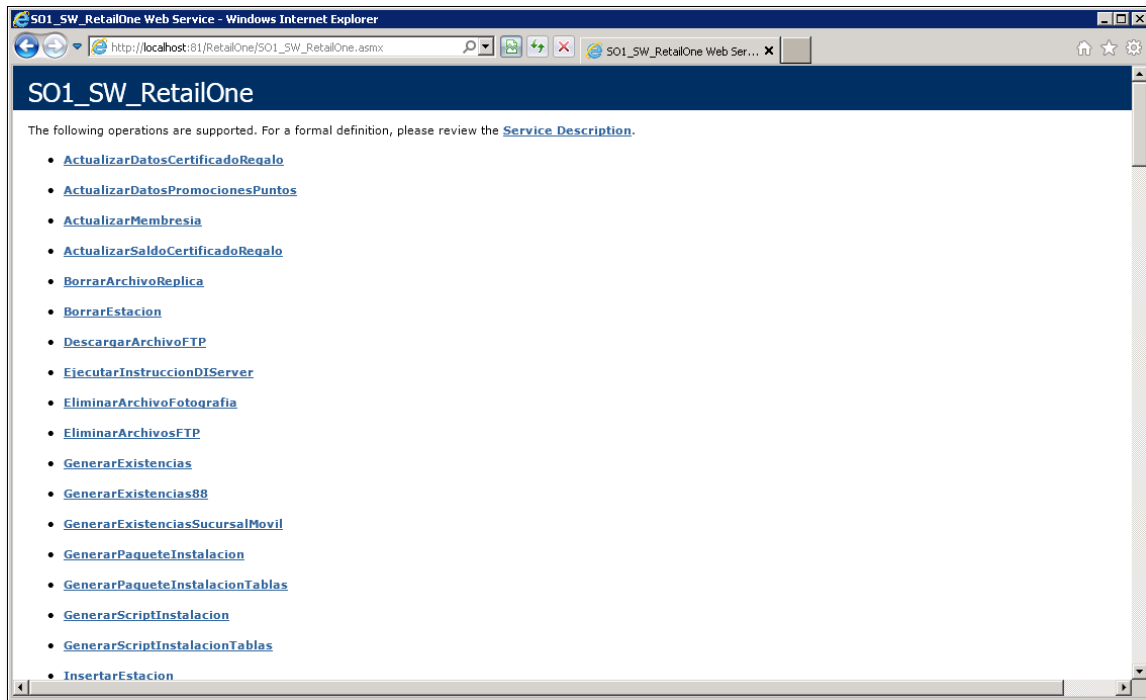 SO1_SW_RetailOne Web Service - Windows Internet Explorer
http://localhost:81/RetailOne/SO1_SW_RetailOne.asmx
SO1_SW_RetailOne Web Ser...
SO1_SW_RetailOne
The following operations are supported. For a formal definition, please review the Service Description.
ActualizarDatosCertificadoRegalo
ActualizarDatosPromocionesPuntos
ActualizarMembresia
ActualizarSaldoCertificadoRegalo
BorrarArchivoReplica
BorrarEstacion
DescargarArchivoFTP
EjecutarInstruccionDIServer
EliminarArchivoFotografia
EliminarArchivosFTP
GenerarExistencias
GenerarExistencias88
GenerarExistenciasSucursalMovil
GenerarPaqueteInstalacion
GenerarPaqueteInstalacionTablas
GenerarScriptInstalacion
GenerarScriptInstalacionTablas
InsertarEstacion